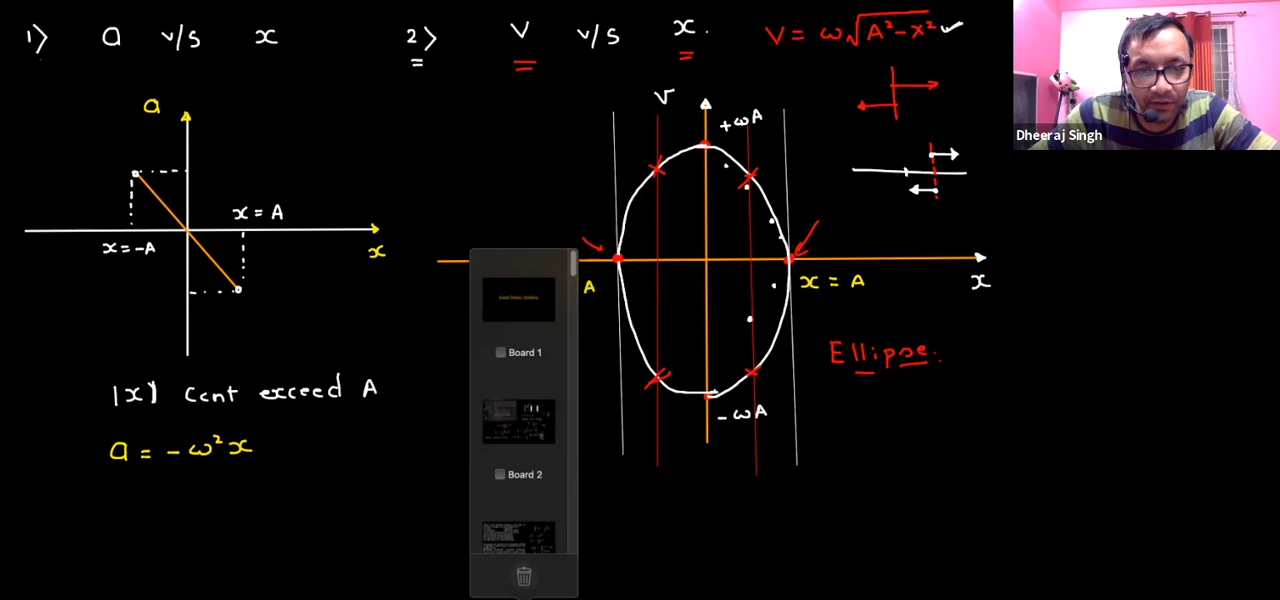 1) a v/s x
2) V v/s x.
V = ω√A²-x²
Dheeraj Singh
a
x = A
x = -A
x
|x| cant exceed A
a = -ω²x
V
+ωA
A
x = A
x
-ωA
Ellipse.
Board 1
Board 2